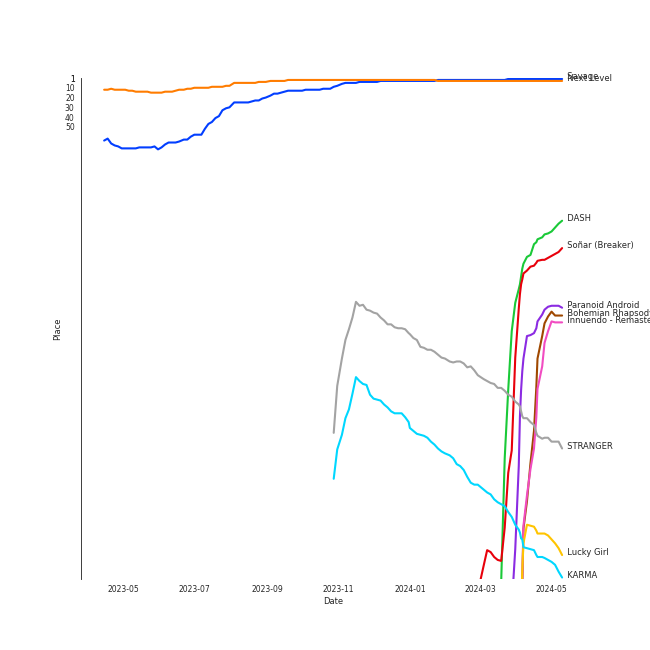 Savage
Next Level
1
10
20
30
40
50
DASH
Soñar (Breaker)
Paranoid Android
Bohemian Rhapsody
Innuendo - Remaste
STRANGER
Lucky Girl
KARMA
Place
2023-05 2023-07 2023-09 2023-11 2024-01 2024-03 2024-05
Date